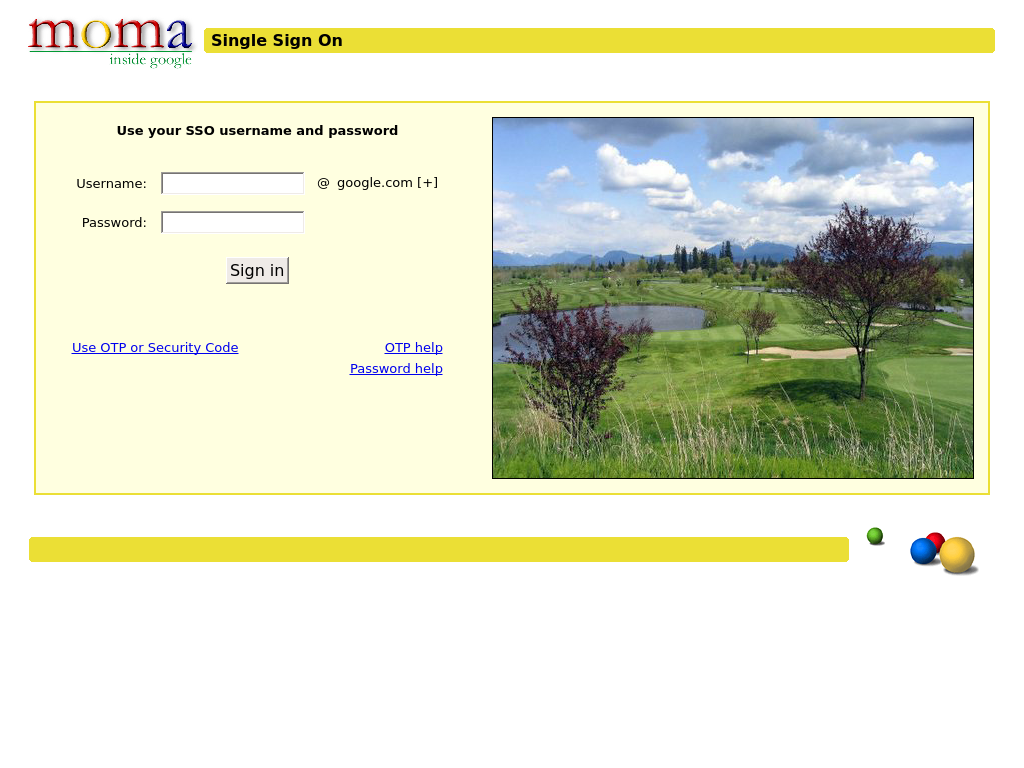 moma
inside google
Single Sign On
Use your SSO username and password
Username: @ google.com [+]
Password:
Sign in
Use OTP or Security Code OTP help
Password help